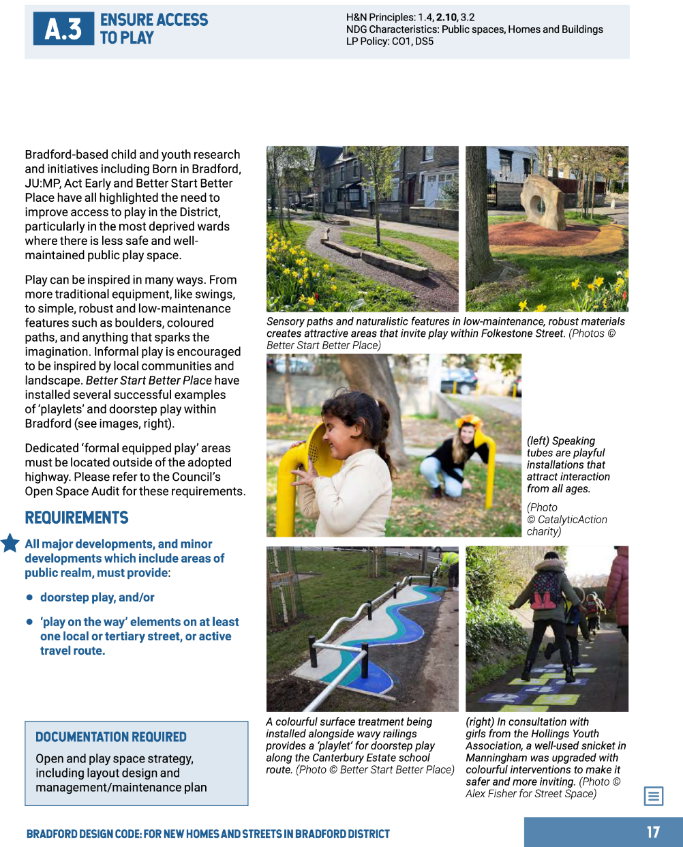 A.3
ENSURE ACCESS
TO PLAY
H&N Principles: 1.4, 2.10, 3.2
NDG Characteristics: Public spaces, Homes and Buildings
LP Policy: CO1, DS5
Bradford-based child and youth research
and initiatives including Born in Bradford,
JU:MP, Act Early and Better Start Better
Place have all highlighted the need to
improve access to play in the District,
particularly in the most deprived wards
where there is less safe and well-
maintained public play space.
Play can be inspired in many ways. From
more traditional equipment, like swings,
to simple, robust and low-maintenance
features such as boulders, coloured
paths, and anything that sparks the
imagination. Informal play is encouraged
to be inspired by local communities and
landscape. Better Start Better Place have
installed several successful examples
of 'playlets' and doorstep play within
Bradford (see images, right).
Dedicated 'formal equipped play' areas
must be located outside of the adopted
highway. Please refer to the Council's
Open Space Audit for these requirements.
REQUIREMENTS
All major developments, and minor
developments which include areas of
public realm, must provide:
• doorstep play, and/or
• 'play on the way' elements on at least
one local or tertiary street, or active
travel route.
DOCUMENTATION REQUIRED
Open and play space strategy,
including layout design and
management/maintenance plan
Sensory paths and naturalistic features in low-maintenance, robust materials
creates attractive areas that invite play within Folkestone Street. (Photos ©
Better Start Better Place)
(left) Speaking
tubes are playful
installations that
attract interaction
from all ages.
(Photo
© CatalyticAction
charity)
A colourful surface treatment being
installed alongside wavy railings
provides a 'playlet' for doorstep play
along the Canterbury Estate school
route. (Photo © Better Start Better Place)
(right) In consultation with
girls from the Hollings Youth
Association, a well-used snicket in
Manningham was upgraded with
colourful interventions to make it
safer and more inviting. (Photo ©
Alex Fisher for Street Space)
BRADFORD DESIGN CODE: FOR NEW HOMES AND STREETS IN BRADFORD DISTRICT
17